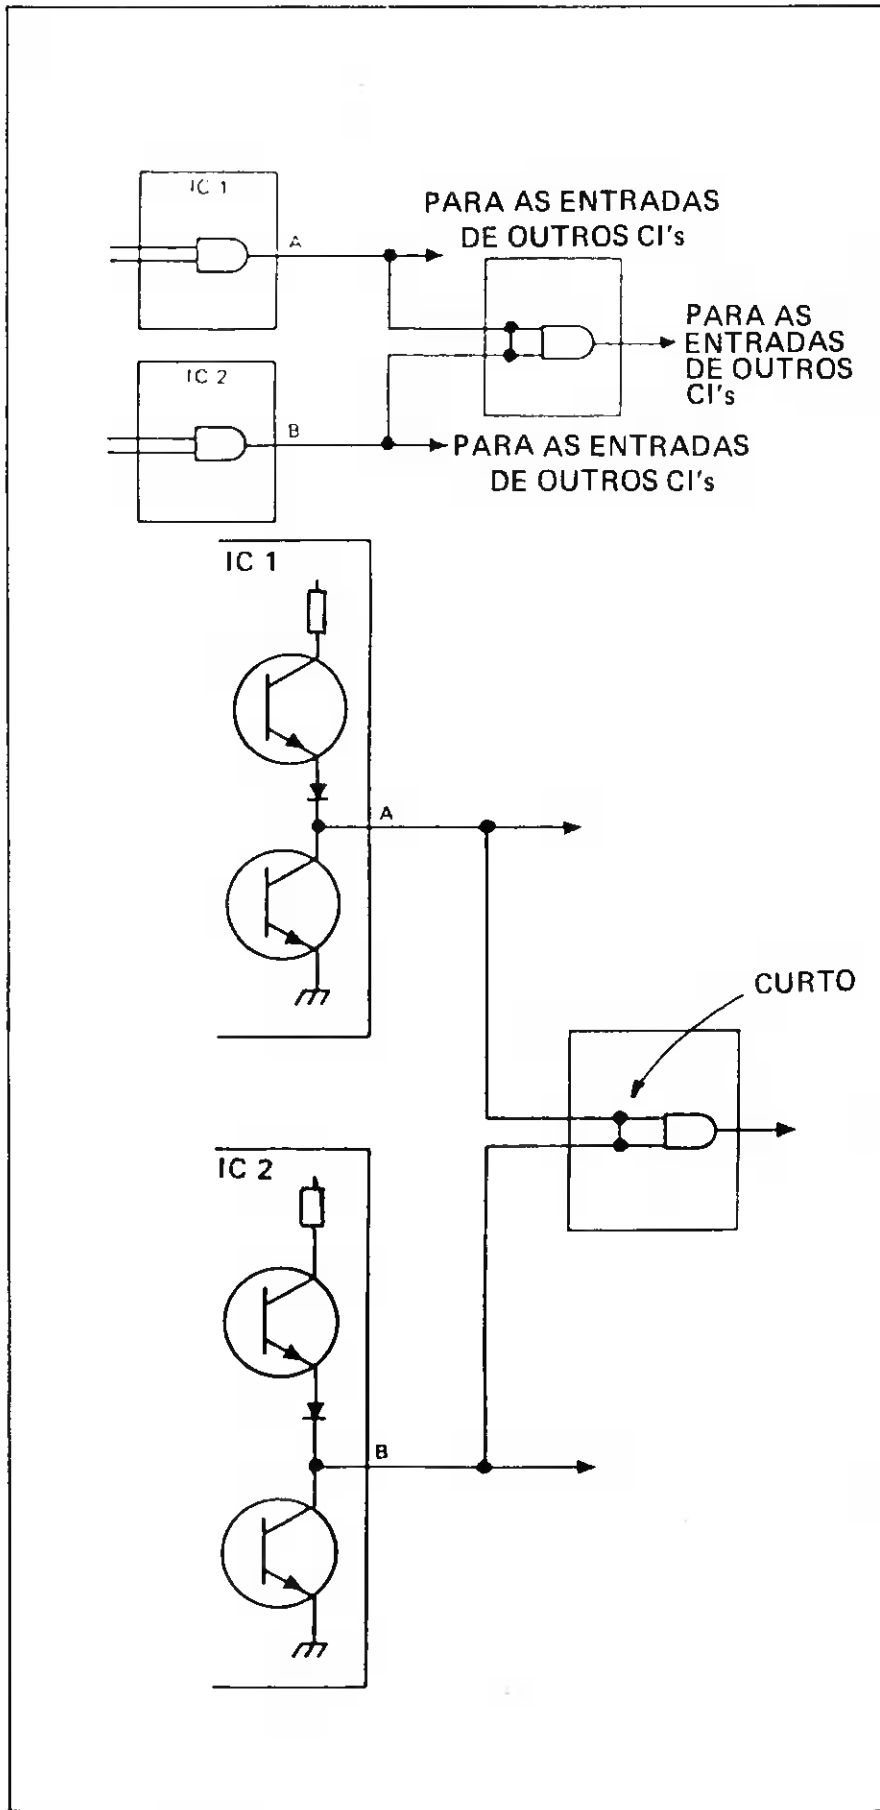 IC 1
A
PARA AS ENTRADAS
DE OUTROS CI's
PARA AS
ENTRADAS
DE OUTROS
CI's
IC 2
B
PARA AS ENTRADAS
DE OUTROS CI's
IC 1
A
CURTO
IC 2
B